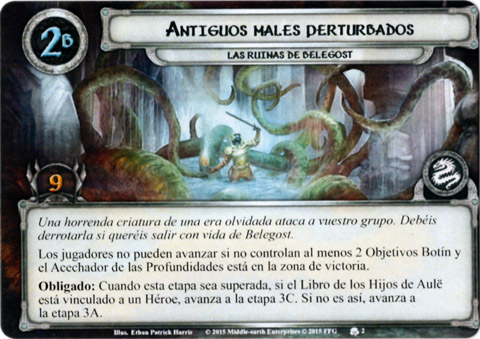 2B
ANTIGUOS MALES PERTURBADOS
LAS RUINAS DE BELEGOST
9
Una horrenda criatura de una era olvidada ataca a vuestro grupo. Debéis
derrotarla si queréis salir con vida de Belegost.
Los jugadores no pueden avanzar si no controlan al menos 2 Objetivos Botín y
el Acechador de las Profundidades está en la zona de victoria.
Obligado: Cuando esta etapa sea superada, si el Libro de los Hijos de Aulë
está vinculado a un Héroe, avanza a la etapa 3C. Si no es así, avanza a
la etapa 3A.
Illus. Ethan Patrick Harris © 2015 Middle-earth Enterprises © 2015 FFG 2